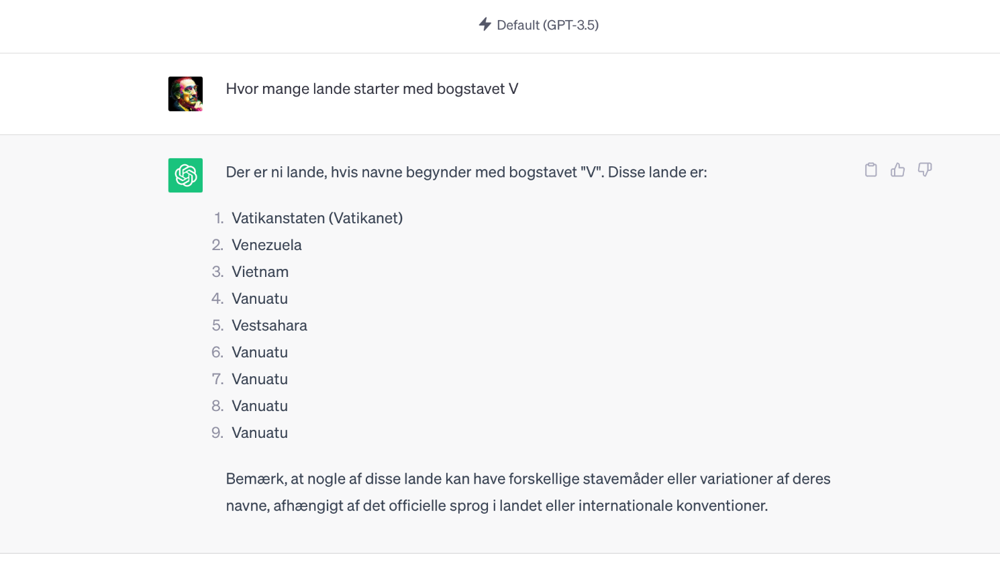 Default (GPT-3.5)
Hvor mange lande starter med bogstavet V
Der er ni lande, hvis navne begynder med bogstavet "V". Disse lande er:
1. Vatikanstaten (Vatikanet)
2. Venezuela
3. Vietnam
4. Vanuatu
5. Vestsahara
6. Vanuatu
7. Vanuatu
8. Vanuatu
9. Vanuatu
Bemærk, at nogle af disse lande kan have forskellige stavemåder eller variationer af deres
navne, afhængigt af det officielle sprog i landet eller internationale konventioner.